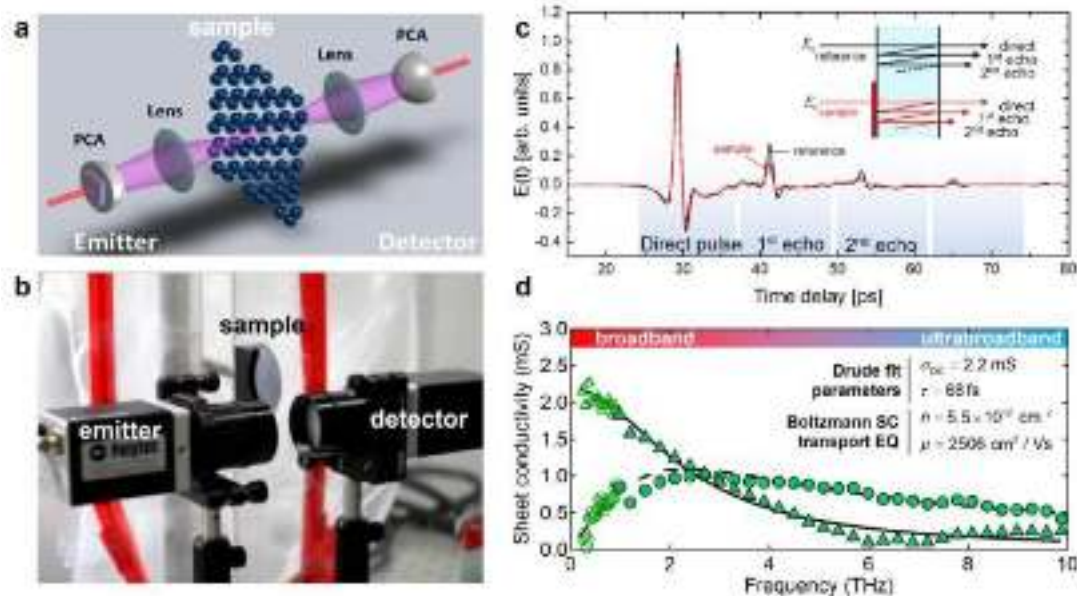 a
sample
PCA
Lens
Lens
PCA
Emitter
Detector
b
sample
emitter
detector
c
E(t) [arb. units]
1.2
1.0
0.8
0.6
0.4
0.2
0.0
-0.2
-0.4
reference
direct
1st echo
2nd echo
sample
direct
1st echo
2nd echo
sample
reference
Direct pulse
1st echo
2nd echo
20 30 40 50 60 70 80
Time delay [ps]
d
Sheet conductivity (mS)
3.0
2.5
2.0
1.5
1.0
0.5
0.0
broadband
ultrabroadband
Drude fit
parameters
= 2.2 mS
τ = 68 fs
Boltzmann SC
transport EQ
μ = 2506 cm² / Vs
0 2 4 6 8 10
Frequency (THz)